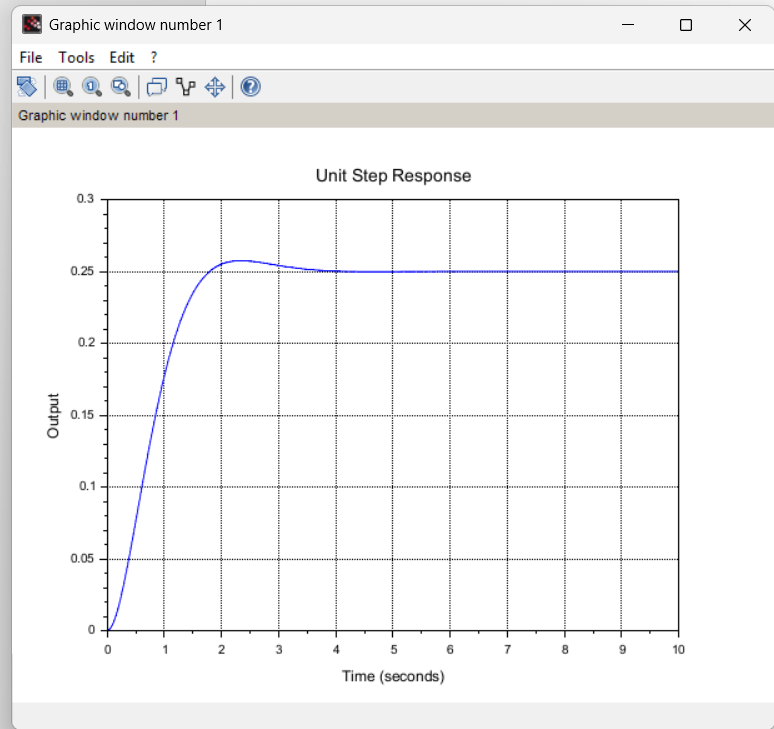 Graphic window number 1
File Tools Edit ?
Graphic window number 1
Unit Step Response
0.3
0.25
0.2
0.15
0.1
0.05
0
Output
0 1 2 3 4 5 6 7 8 9 10
Time (seconds)